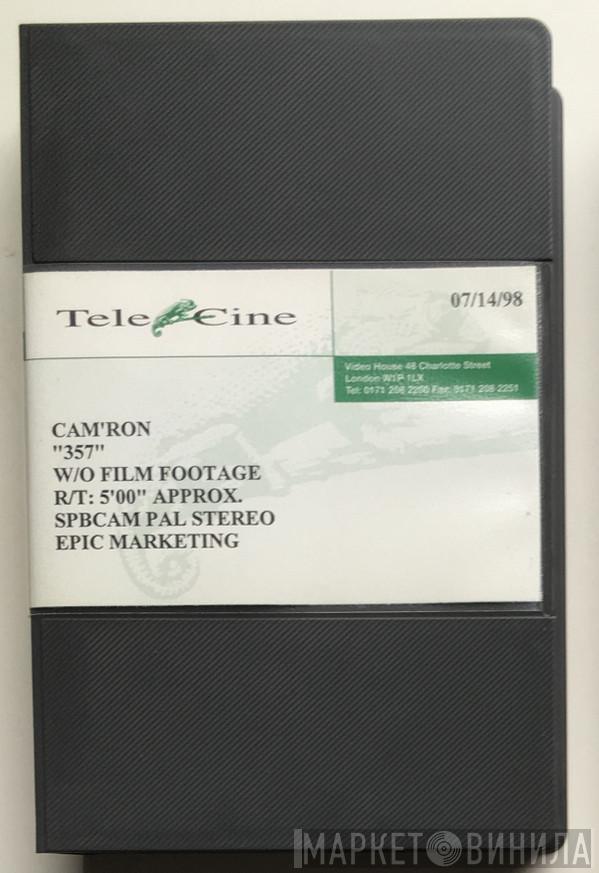 Tele Cine
07/14/98
Video House 48 Charlotte Street
London W1P 1LX
Tel: 0171 208 2200 Fax: 0171 208 2251
CAM'RON
"357"
W/O FILM FOOTAGE
R/T: 5'00" APPROX.
SPBCAM PAL STEREO
EPIC MARKETING
МАРКЕТ ВИНИЛА